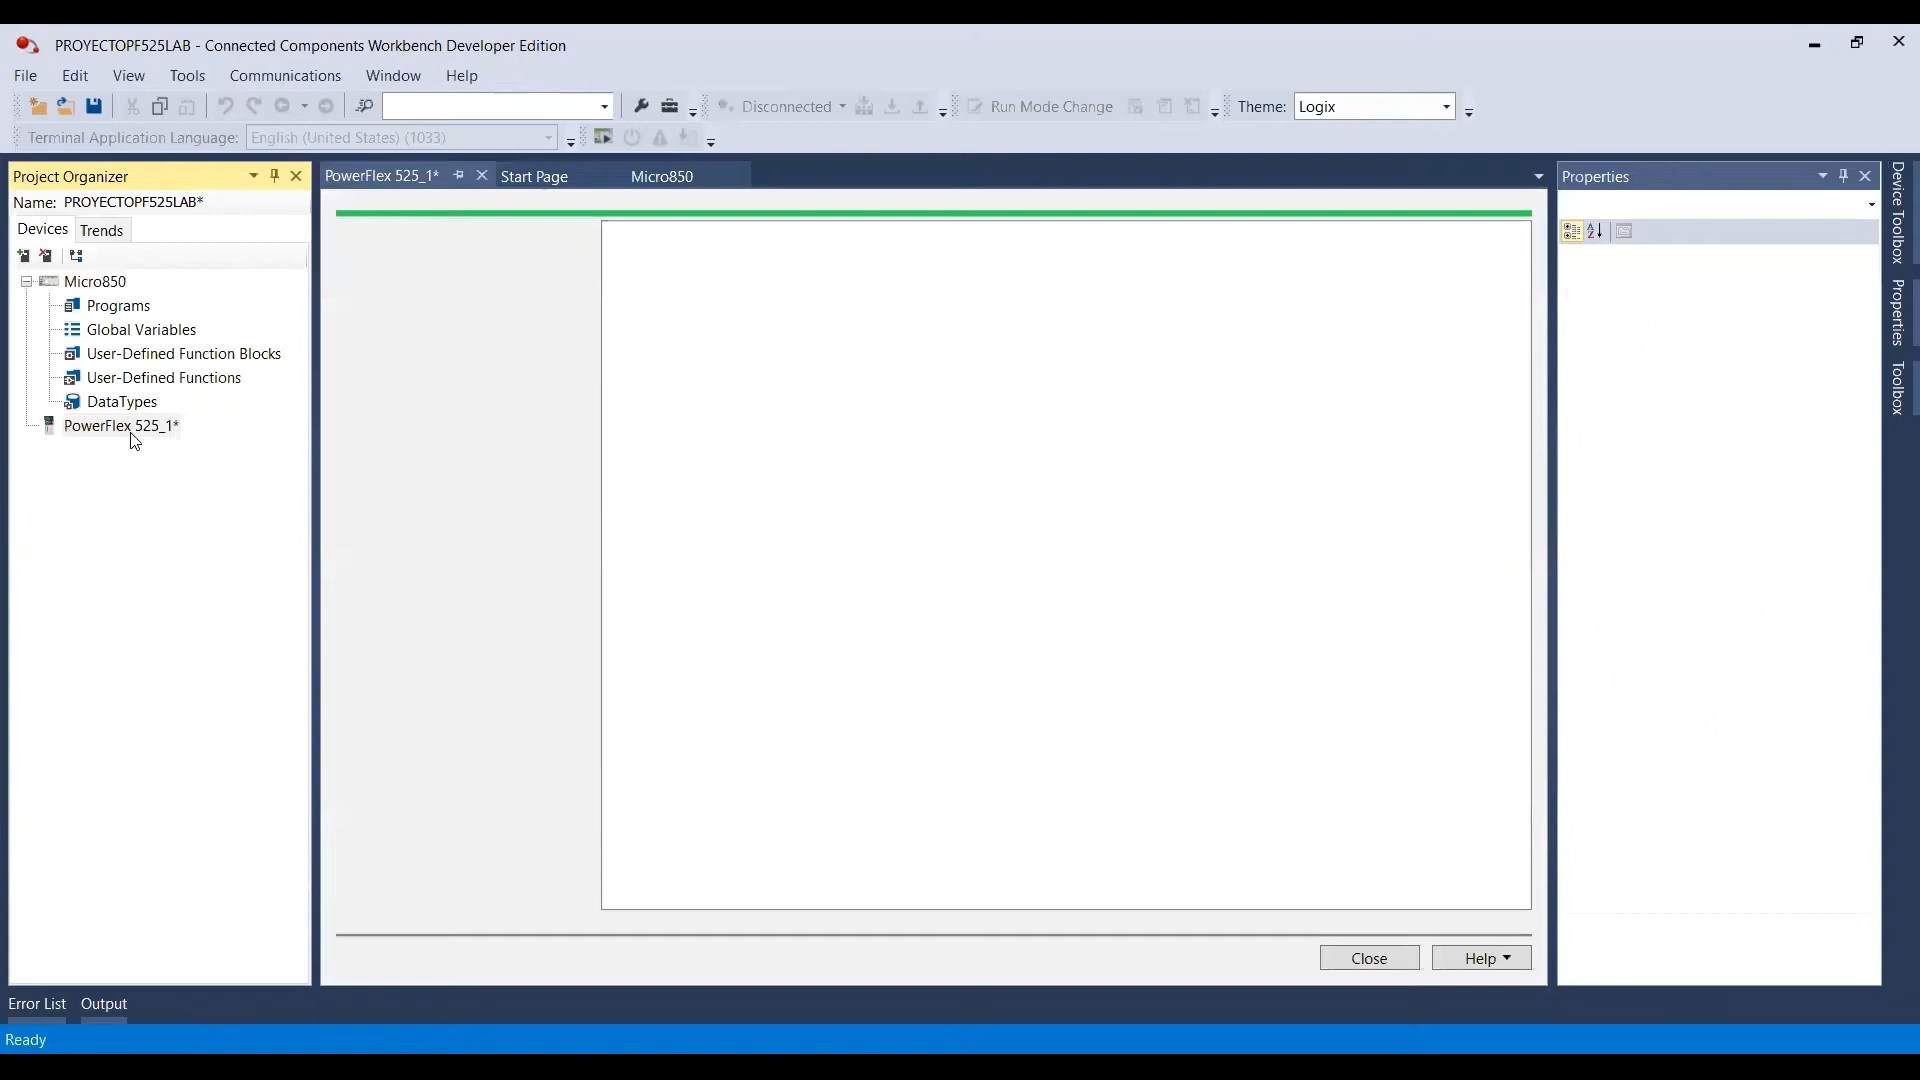 PROYECTOPF525LAB - Connected Components Workbench Developer Edition
File Edit View Tools Communications Window Help
Disconnected Run Mode Change Theme: Logix
Terminal Application Language: English (United States) (1033)
Project Organizer
Name: PROYECTOPF525LAB*
Devices Trends
Micro850
Programs
Global Variables
User-Defined Function Blocks
User-Defined Functions
DataTypes
PowerFlex 525_1*
PowerFlex 525_1* Start Page Micro850
Close Help
Properties
Device Toolbox
Properties
Toolbox
Error List Output
Ready